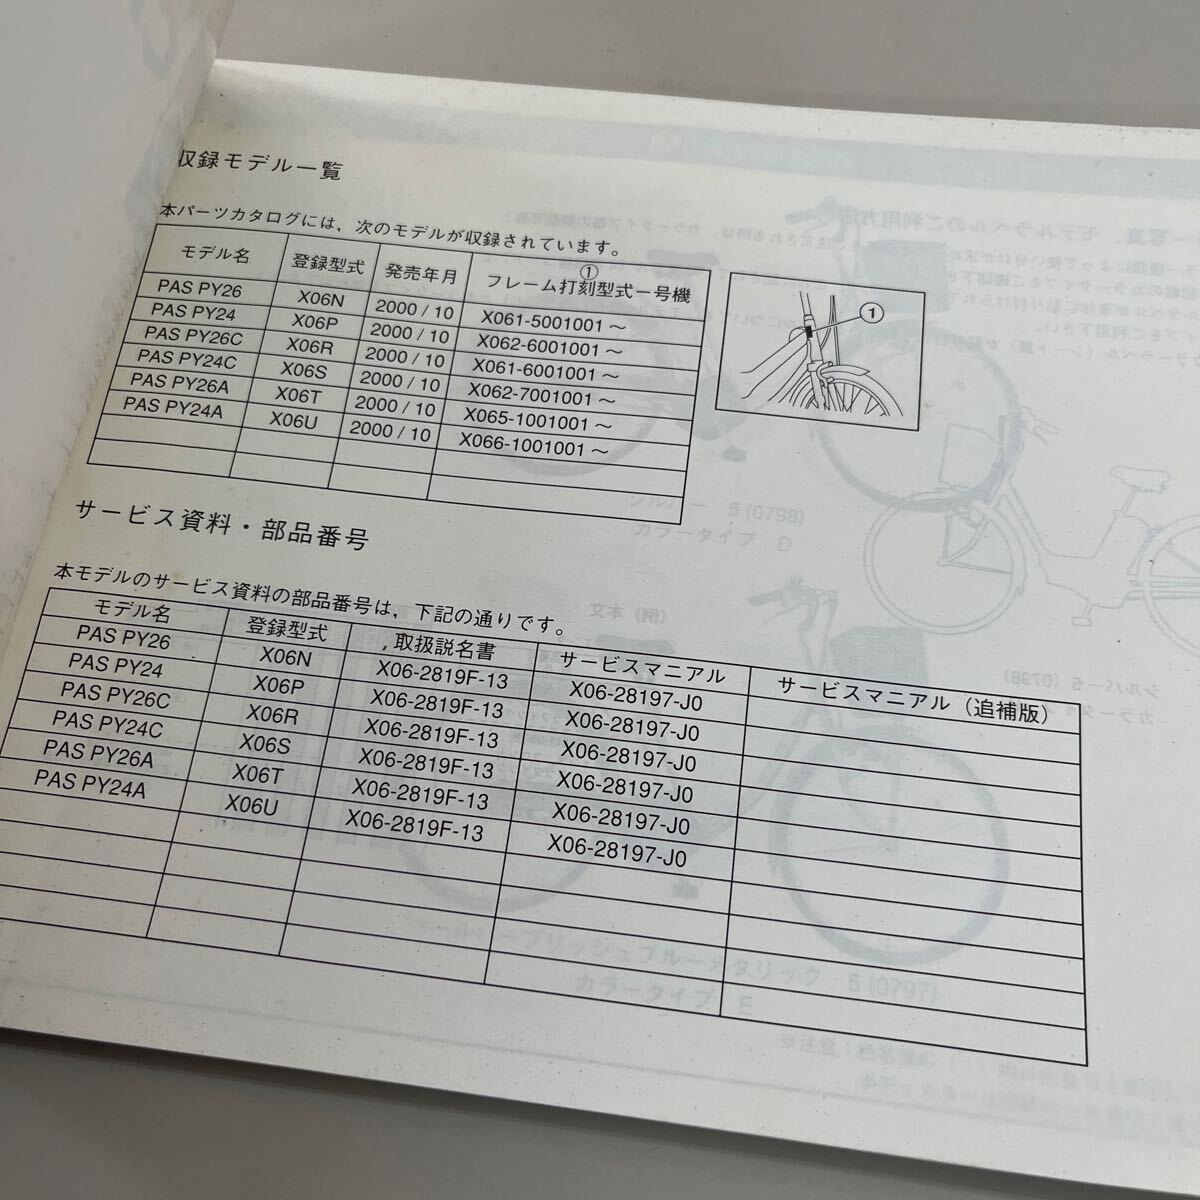 収録モデル一覧
本パーツカタログには，次のモデルが収録されています。
モデル名 登録型式 発売年月 ① フレーム打刻型式一号機
PAS PY26 X06N 2000 / 10 X061-5001001～
PAS PY24 X06P 2000 / 10 X062-6001001～
PAS PY26C X06R 2000 / 10 X061-6001001～
PAS PY24C X06S 2000 / 10 X062-7001001～
PAS PY26A X06T 2000 / 10 X065-1001001～
PAS PY24A X06U 2000 / 10 X066-1001001～
①
サービス資料・部品番号
本モデルのサービス資料の部品番号は，下記の通りです。
モデル名 登録型式 取扱説名書 サービスマニアル サービスマニアル（追補版）
PAS PY26 X06N X06-2819F-13 X06-28197-J0
PAS PY24 X06P X06-2819F-13 X06-28197-J0
PAS PY26C X06R X06-2819F-13 X06-28197-J0
PAS PY24C X06S X06-2819F-13 X06-28197-J0
PAS PY26A X06T X06-2819F-13 X06-28197-J0
PAS PY24A X06U X06-2819F-13 X06-28197-J0